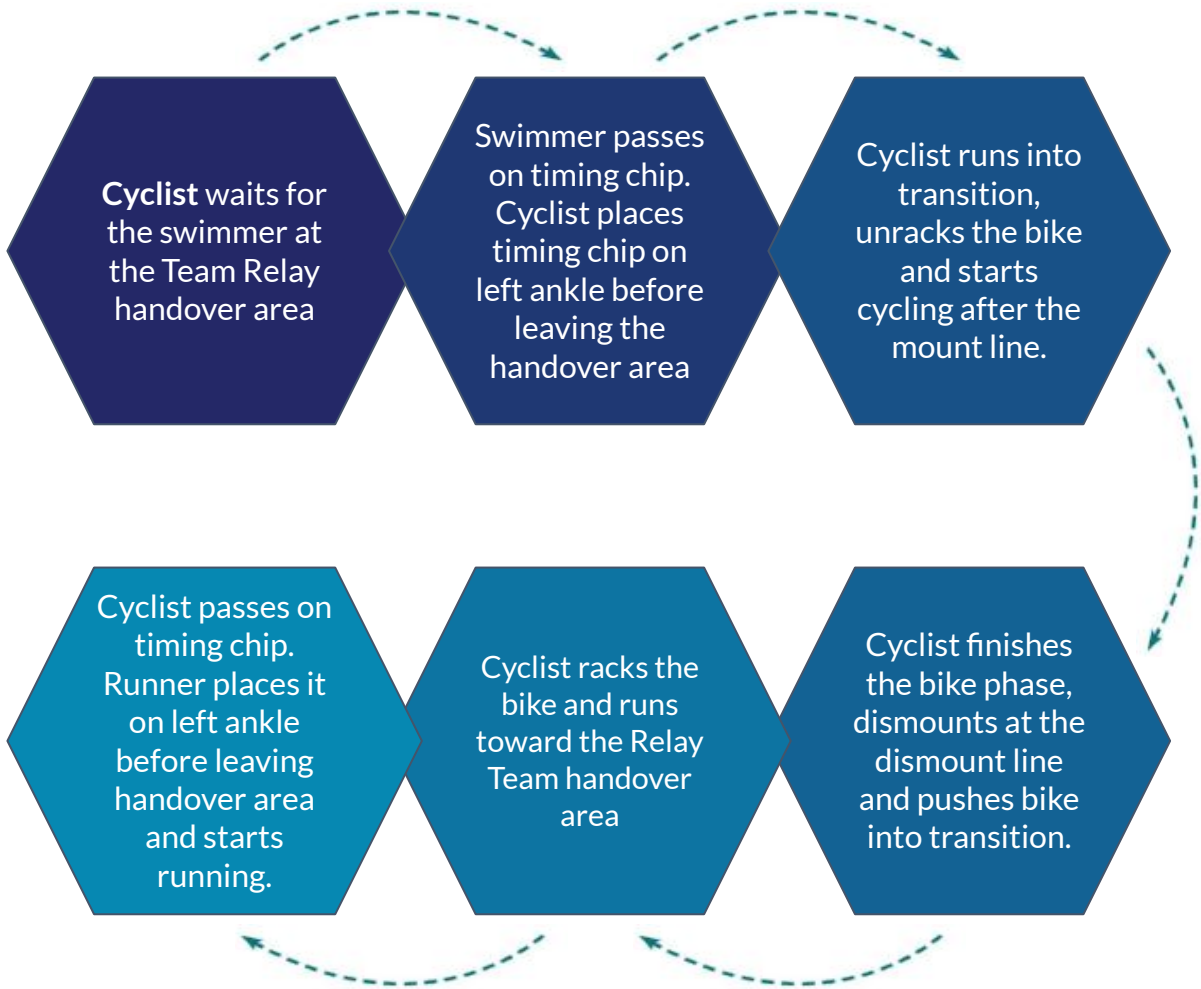 Cyclist waits for
the swimmer at
the Team Relay
handover area
Swimmer passes
on timing chip.
Cyclist places
timing chip on
left ankle before
leaving the
handover area
Cyclist runs into
transition,
unracks the bike
and starts
cycling after the
mount line.
Cyclist finishes
the bike phase,
dismounts at the
dismount line
and pushes bike
into transition.
Cyclist racks the
bike and runs
toward the Relay
Team handover
area
Cyclist passes on
timing chip.
Runner places it
on left ankle
before leaving
handover area
and starts
running.